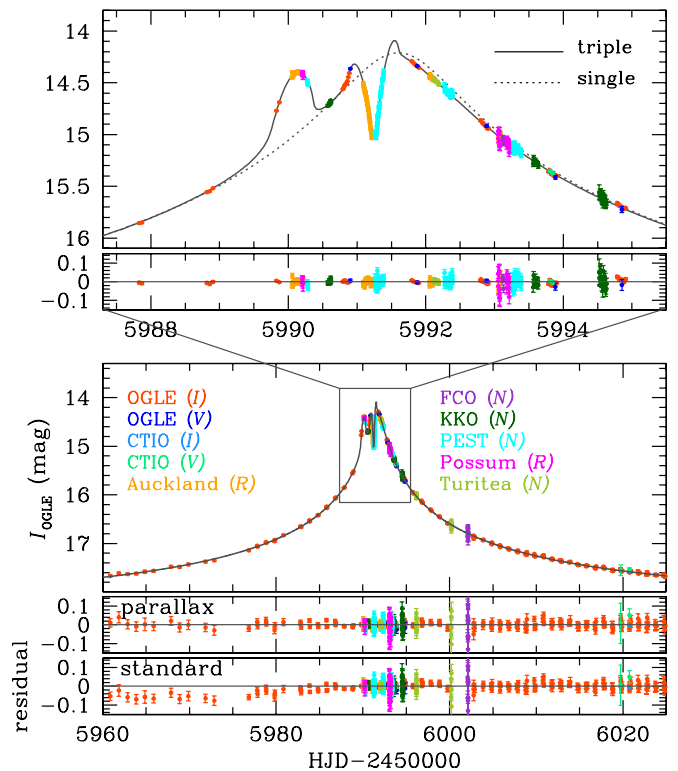 14
14.5
15
15.5
16
triple
single
0.1
0
−0.1
5988 5990 5992 5994
14
15
16
17
I_OGLE (mag)
OGLE (I)
OGLE (V)
CTIO (I)
CTIO (V)
Auckland (R)
FCO (N)
KKO (N)
PEST (N)
Possum (R)
Turitea (N)
residual
0.1
0
−0.1
parallax
0.1
0
−0.1
standard
5960 5980 6000 6020
HJD−2450000